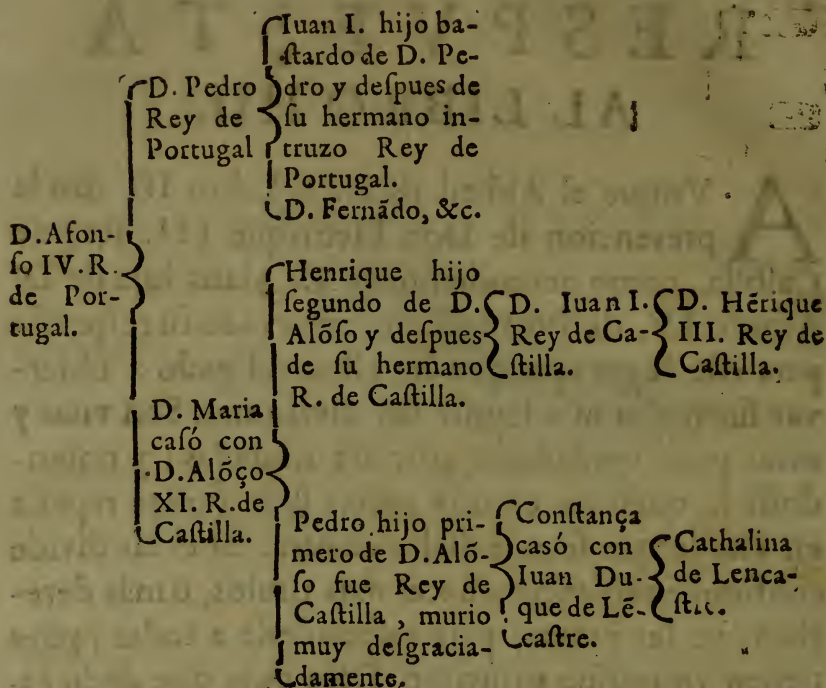 Iuan I. hijo ba-
ſtardo de D. Pe-
dro y deſpues de
ſu hermano in-
truzo Rey de
Portugal.
D. Fernãdo, &c.
D. Pedro
Rey de
Portugal
D. Afon-
ſo IV. R.
de Por-
tugal.
Henrique hijo
ſegundo de D.
Alõſo y deſpues
de ſu hermano
R. de Caſtilla.
D. Iuan I.
Rey de Ca-
ſtilla.
D. Hẽrique
III. Rey de
Caſtilla.
D. Maria
caſó con
D. Alõço
XI. R. de
Caſtilla.
Pedro hijo pri-
mero de D. Alõ-
ſo fue Rey de
Caſtilla, murio
muy deſgracia-
damente.
Conſtança
casó con
Iuan Du-
que de Lẽ-
caſtre.
Cathalina
de Lenca-